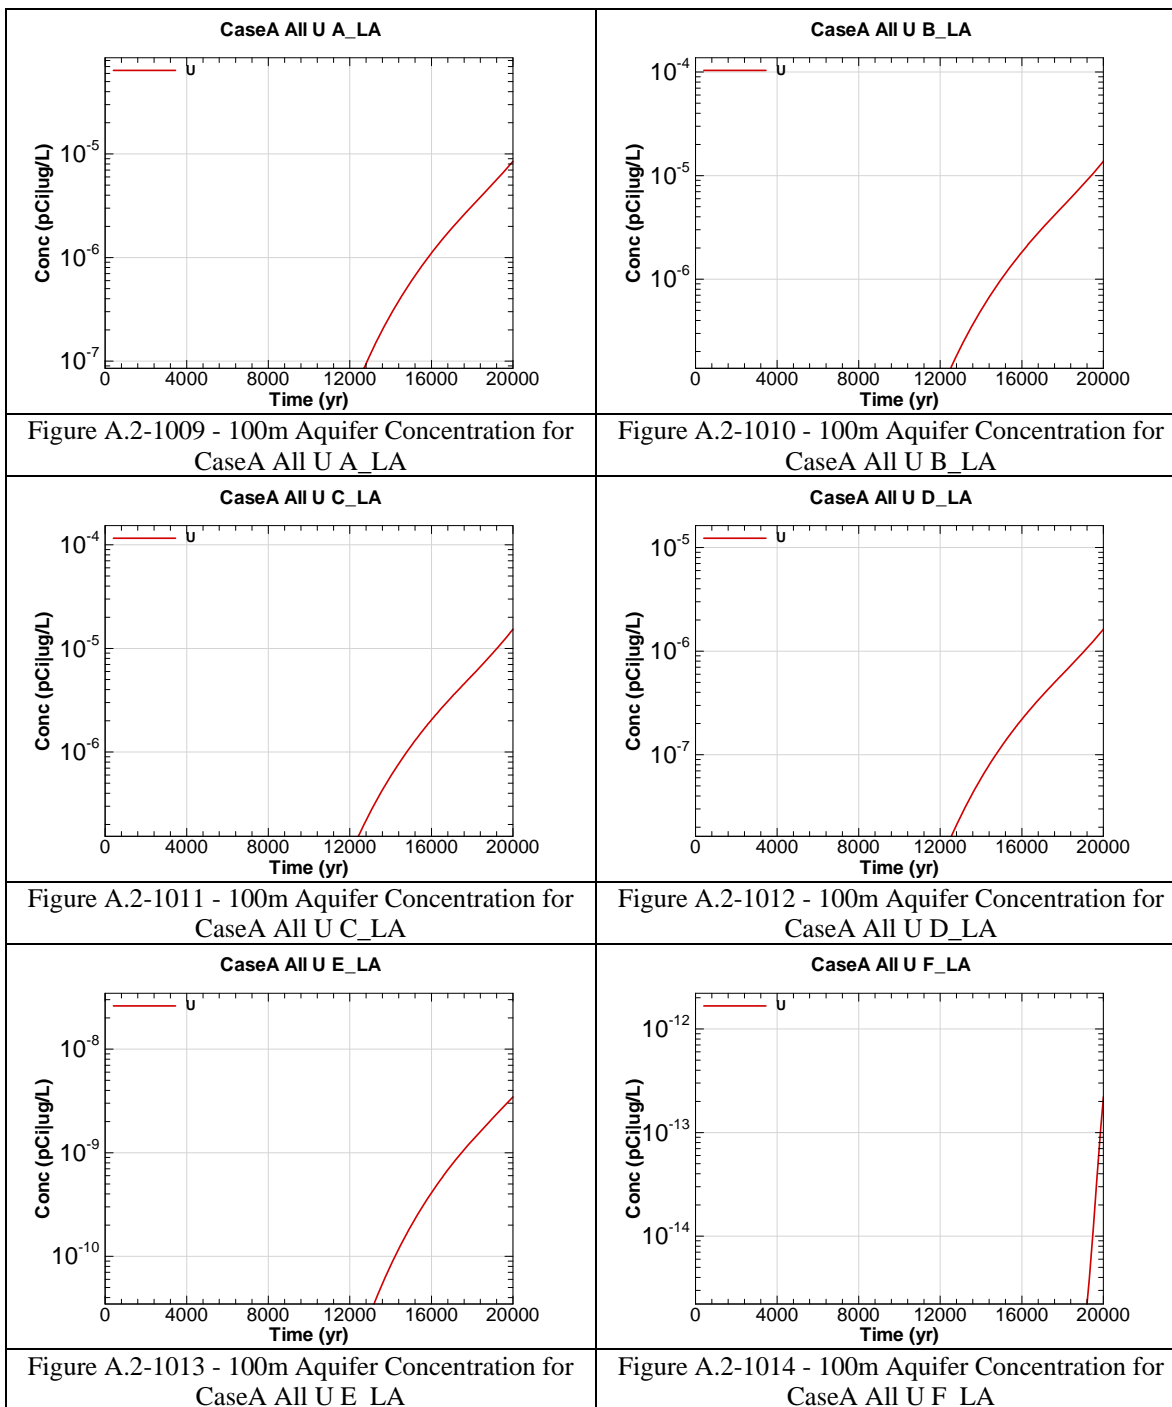 CaseA All U A_LA
U
10^-5
10^-6
10^-7
Conc (pCi|ug/L)
0 4000 8000 12000 16000 20000
Time (yr)
Figure A.2-1009 - 100m Aquifer Concentration for
CaseA All U A_LA
CaseA All U B_LA
U
10^-4
10^-5
10^-6
Conc (pCi|ug/L)
0 4000 8000 12000 16000 20000
Time (yr)
Figure A.2-1010 - 100m Aquifer Concentration for
CaseA All U B_LA
CaseA All U C_LA
U
10^-4
10^-5
10^-6
Conc (pCi|ug/L)
0 4000 8000 12000 16000 20000
Time (yr)
Figure A.2-1011 - 100m Aquifer Concentration for
CaseA All U C_LA
CaseA All U D_LA
U
10^-5
10^-6
10^-7
Conc (pCi|ug/L)
0 4000 8000 12000 16000 20000
Time (yr)
Figure A.2-1012 - 100m Aquifer Concentration for
CaseA All U D_LA
CaseA All U E_LA
U
10^-8
10^-9
10^-10
Conc (pCi|ug/L)
0 4000 8000 12000 16000 20000
Time (yr)
Figure A.2-1013 - 100m Aquifer Concentration for
CaseA All U E_LA
CaseA All U F_LA
U
10^-12
10^-13
10^-14
Conc (pCi|ug/L)
0 4000 8000 12000 16000 20000
Time (yr)
Figure A.2-1014 - 100m Aquifer Concentration for
CaseA All U F_LA